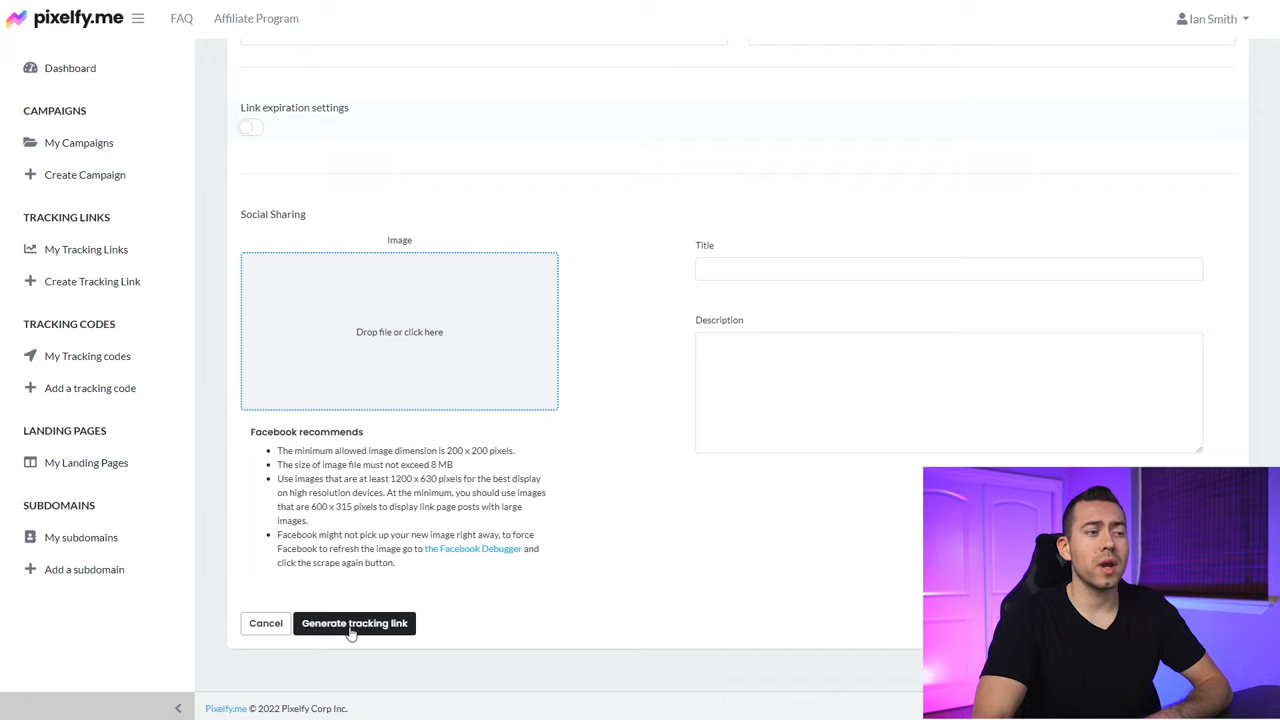 pixelfy.me
FAQ
Affiliate Program
Ian Smith
Dashboard
CAMPAIGNS
My Campaigns
Create Campaign
TRACKING LINKS
My Tracking Links
Create Tracking Link
TRACKING CODES
My Tracking codes
Add a tracking code
LANDING PAGES
My Landing Pages
SUBDOMAINS
My subdomains
Add a subdomain
Link expiration settings
Social Sharing
Image
Drop file or click here
Title
Description
Facebook recommends
The minimum allowed image dimension is 200 x 200 pixels.
The size of image file must not exceed 8 MB
Use images that are at least 1200 x 630 pixels for the best display
on high resolution devices. At the minimum, you should use images
that are 600 x 315 pixels to display link page posts with large
images.
Facebook might not pick up your new image right away, to force
Facebook to refresh the image go to the Facebook Debugger and
click the scrape again button.
Cancel
Generate tracking link
Pixelfy.me © 2022 Pixelfy Corp Inc.